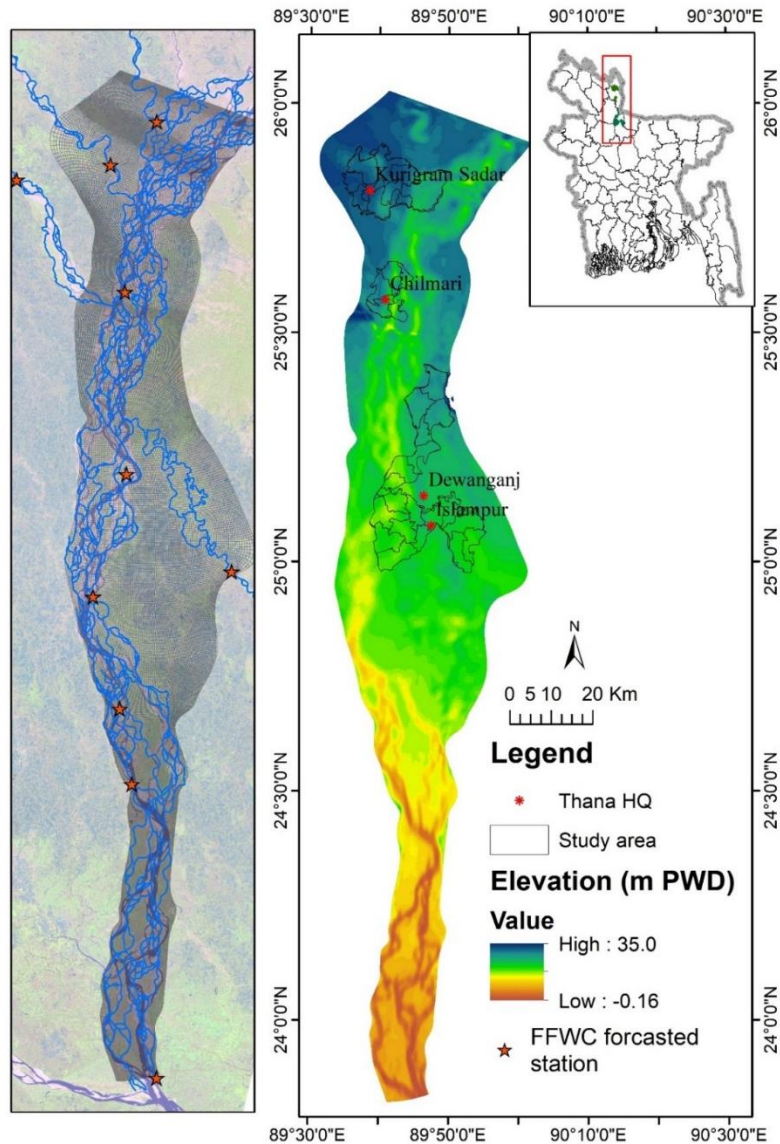 89°30'0"E 89°50'0"E 90°10'0"E 90°30'0"E
26°0'0"N
26°0'0"N
Kurigram Sadar
Chilmari
25°30'0"N
25°30'0"N
Dewanganj
Islampur
25°0'0"N
25°0'0"N
N
0 5 10 20 Km
Legend
Thana HQ
24°30'0"N
24°30'0"N
Study area
Elevation (m PWD)
Value
High : 35.0
Low : -0.16
24°0'0"N
24°0'0"N
FFWC forcasted
station
89°30'0"E 89°50'0"E 90°10'0"E 90°30'0"E